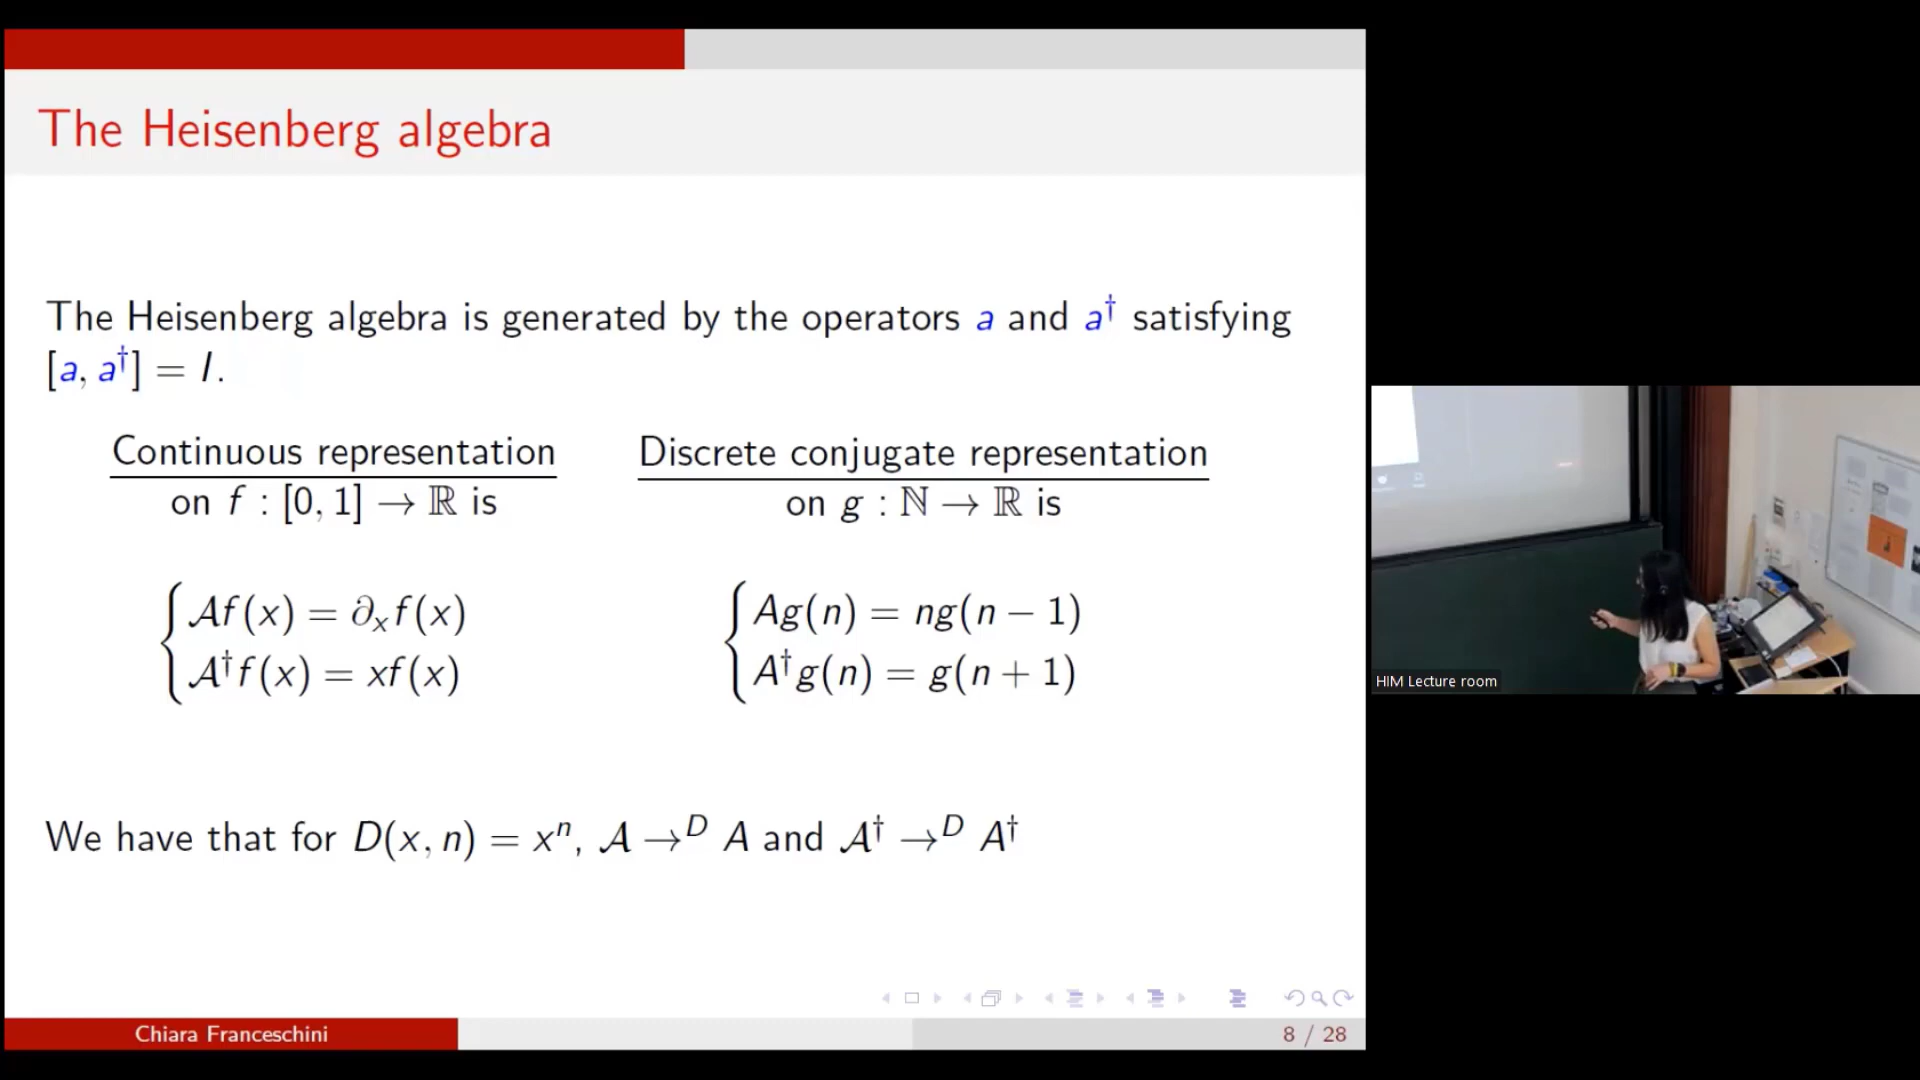 The Heisenberg algebra
The Heisenberg algebra is generated by the operators a and a† satisfying
[a, a†] = I.
Continuous representation
on f : [0, 1] → ℝ is
𝒜f(x) = ∂ₓf(x)
𝒜†f(x) = xf(x)
Discrete conjugate representation
on g : ℕ → ℝ is
Ag(n) = ng(n − 1)
A†g(n) = g(n + 1)
We have that for D(x, n) = xⁿ, 𝒜 →ᴰ A and 𝒜† →ᴰ A†
Chiara Franceschini
8 / 28
HIM Lecture room